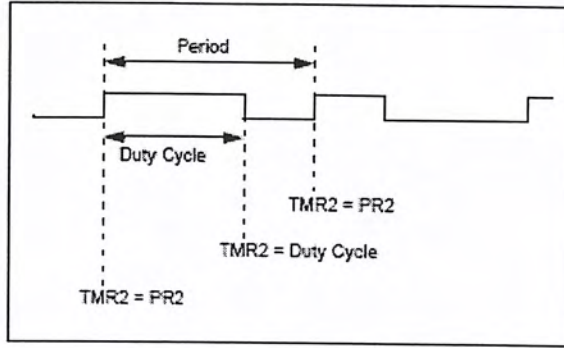 Period
Duty Cycle
TMR2 = PR2
TMR2 = Duty Cycle
TMR2 = PR2